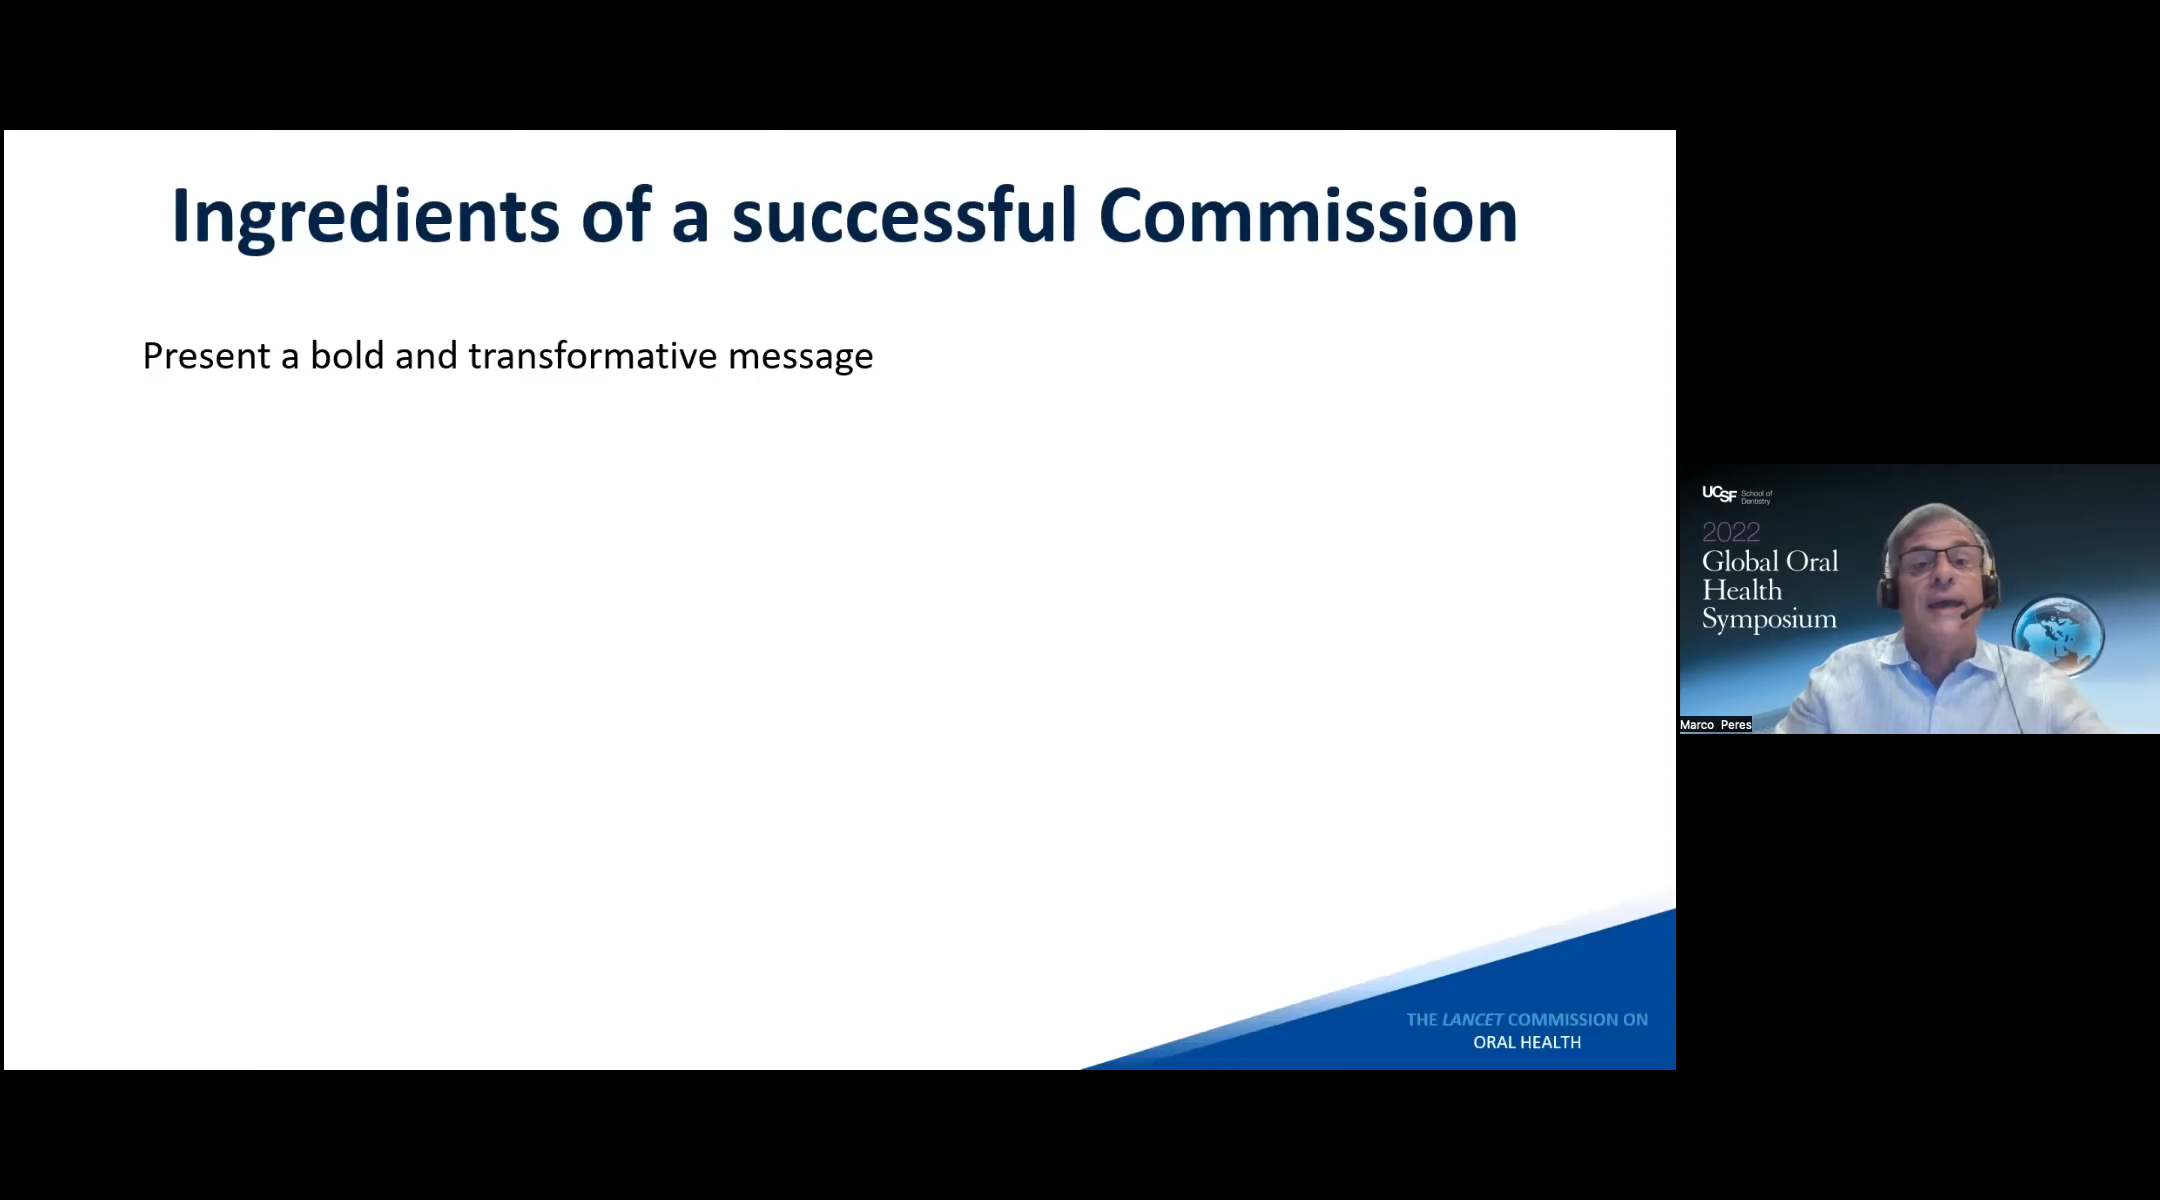 Ingredients of a successful Commission
Present a bold and transformative message
THE LANCET COMMISSION ON
ORAL HEALTH
UCSF School of
Dentistry
2022
Global Oral
Health
Symposium
Marco Peres